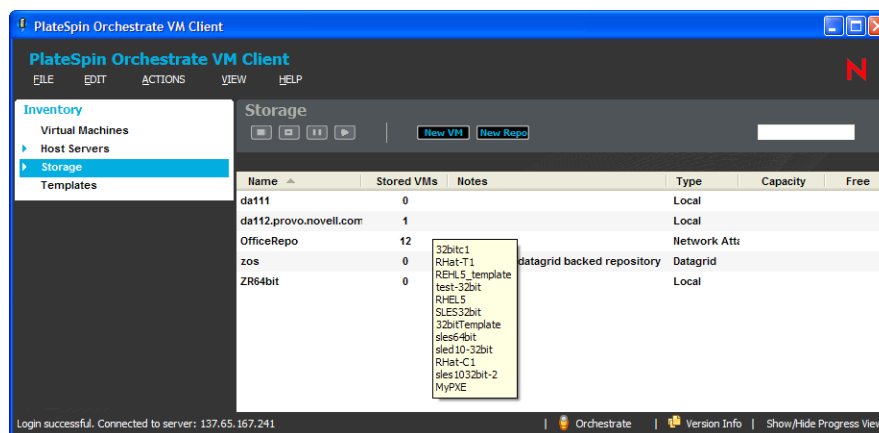 PlateSpin Orchestrate VM Client
PlateSpin Orchestrate VM Client
FILE EDIT ACTIONS VIEW HELP
N
Inventory
Virtual Machines
Host Servers
Storage
Templates
Storage
New VM New Repo
Name Stored VMs Notes Type Capacity Free
da111 0 Local
da112.provo.novell.com 1 Local
OfficeRepo 12 Network Atta
zos 0 datagrid backed repository Datagrid
ZR64bit 0 Local
32bitc1
RHat-T1
REHL5_template
test-32bit
RHEL5
SLES32bit
32bitTemplate
sles64bit
sled10-32bit
RHat-C1
sles1032bit-2
MyPXE
Login successful. Connected to server: 137.65.167.241 | Orchestrate | Version Info | Show/Hide Progress View